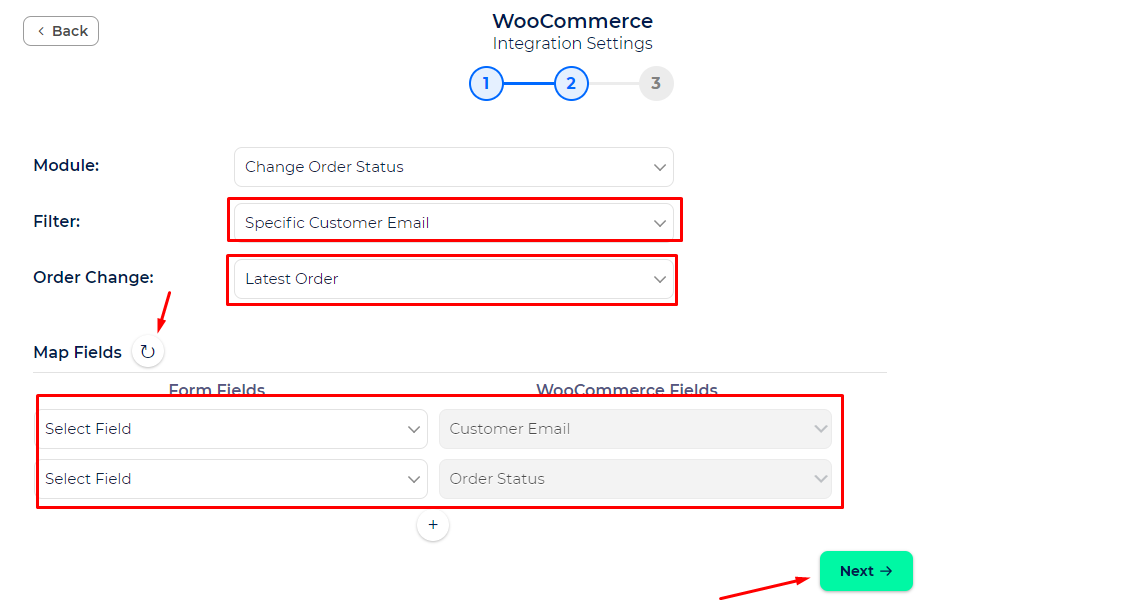 Back
WooCommerce
Integration Settings
1 2 3
Module: Change Order Status
Filter: Specific Customer Email
Order Change: Latest Order
Map Fields
Form Fields WooCommerce Fields
Select Field Customer Email
Select Field Order Status
+
Next →